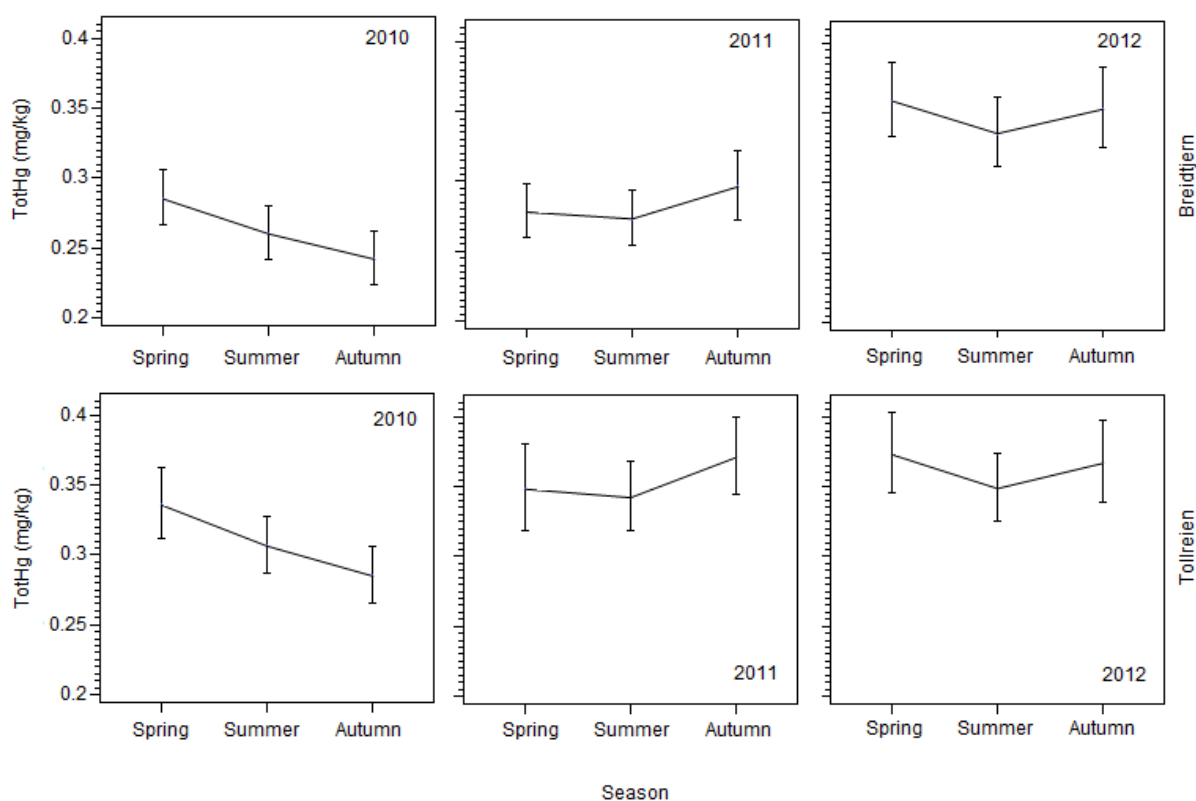 TotHg (mg/kg)
0.4
0.35
0.3
0.25
0.2
2010
2011
2012
Breidtjern
Spring Summer Autumn
Spring Summer Autumn
Spring Summer Autumn
TotHg (mg/kg)
0.4
0.35
0.3
0.25
0.2
2010
2011
2012
Tollreien
Spring Summer Autumn
Spring Summer Autumn
Spring Summer Autumn
Season